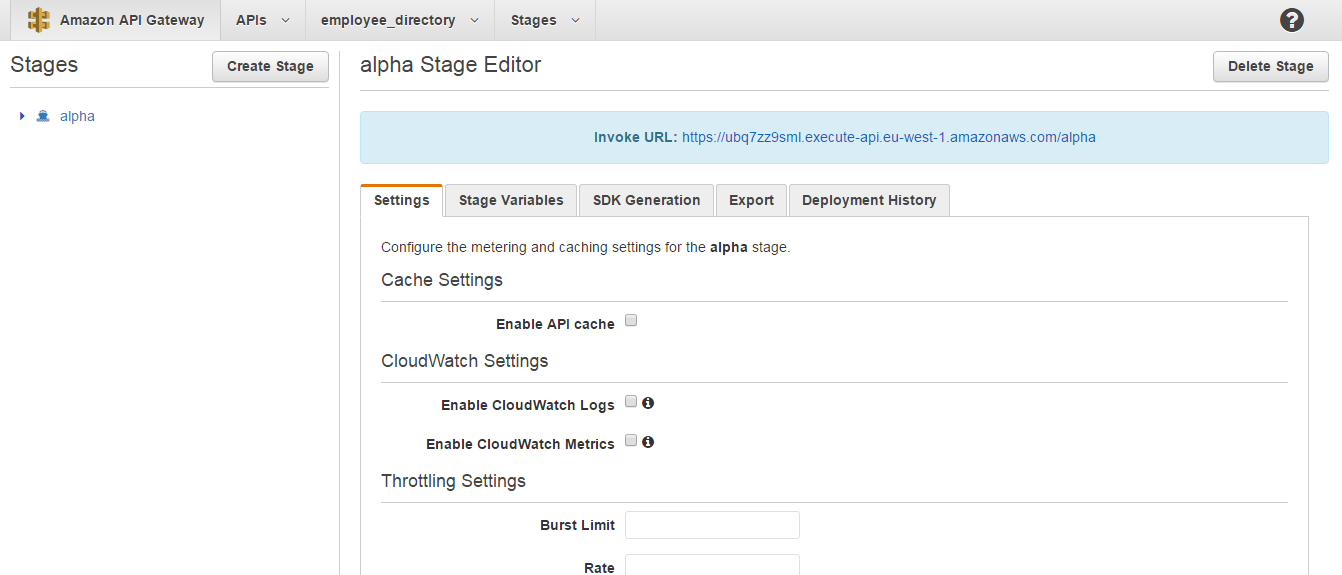 Amazon API Gateway APIs employee_directory Stages ?
Stages Create Stage
alpha
alpha Stage Editor Delete Stage
Invoke URL: https://ubq7zz9sml.execute-api.eu-west-1.amazonaws.com/alpha
Settings Stage Variables SDK Generation Export Deployment History
Configure the metering and caching settings for the alpha stage.
Cache Settings
Enable API cache
CloudWatch Settings
Enable CloudWatch Logs
Enable CloudWatch Metrics
Throttling Settings
Burst Limit
Rate